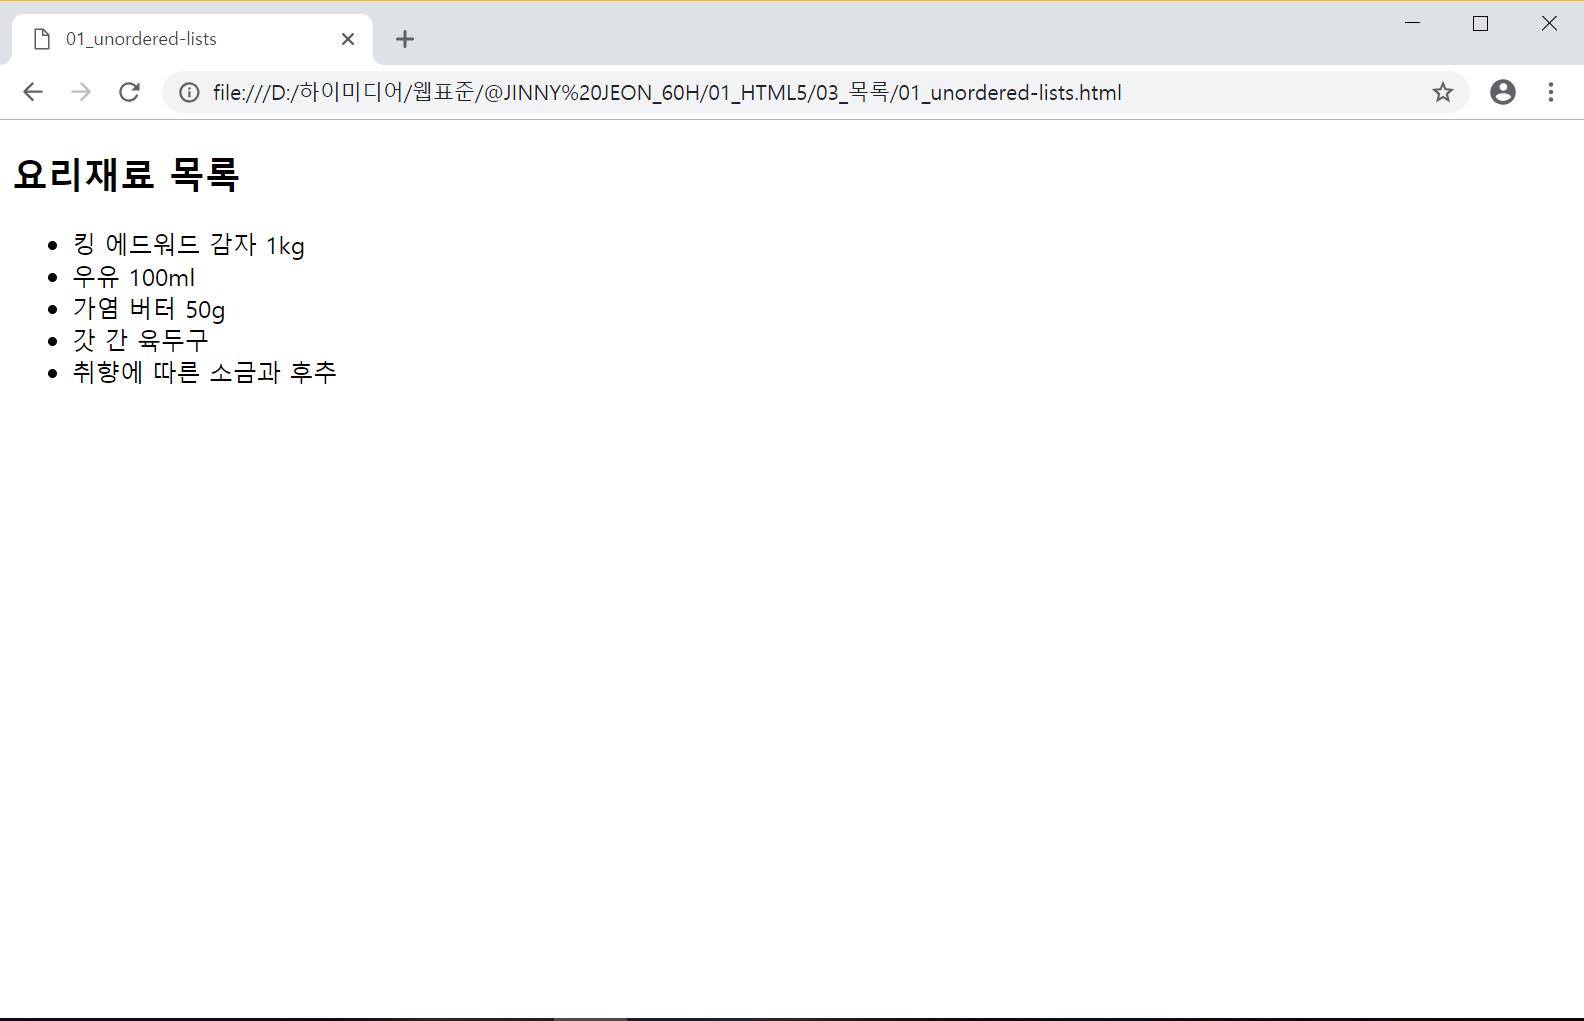 01_unordered-lists
file:///D:/하이미디어/웹표준/@JINNY%20JEON_60H/01_HTML5/03_목록/01_unordered-lists.html
요리재료 목록
킹 에드워드 감자 1kg
우유 100ml
가염 버터 50g
갓 간 육두구
취향에 따른 소금과 후추